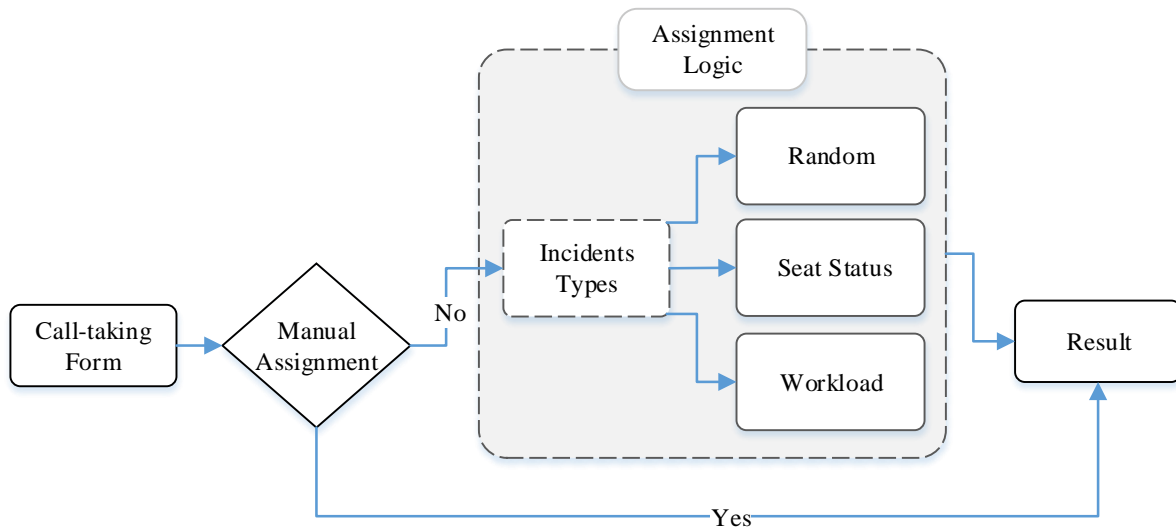 Assignment
Logic
Random
Incidents
Types
Seat Status
No
Call-taking
Form
Manual
Assignment
Result
Workload
Yes